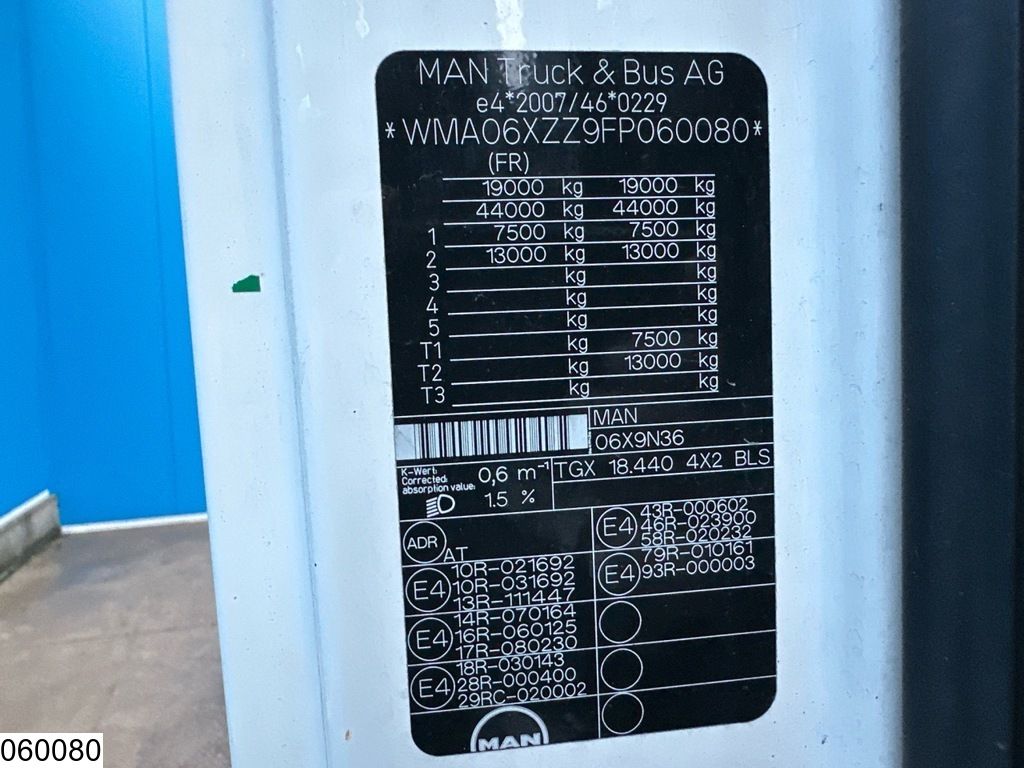 MAN Truck & Bus AG
e4*2007/46*0229
*WMA06XZZ9FP060080*
(FR)
19000 kg 19000 kg
44000 kg 44000 kg
1 7500 kg 7500 kg
2 13000 kg 13000 kg
3 kg kg
4 kg kg
5 kg kg
T1 kg 7500 kg
T2 kg 13000 kg
T3 kg kg
MAN
06X9N36
K-Wert:
Corrected
absorption value:
0,6 m⁻¹
1.5 %
TGX 18.440 4X2 BLS
ADR
AT
E4
10R-021692
10R-031692
13R-111447
E4
14R-070164
16R-060125
17R-080230
E4
18R-030143
28R-000400
29RC-020002
E4
43R-000602
46R-023900
58R-020232
E4
79R-010161
93R-000003
MAN
060080